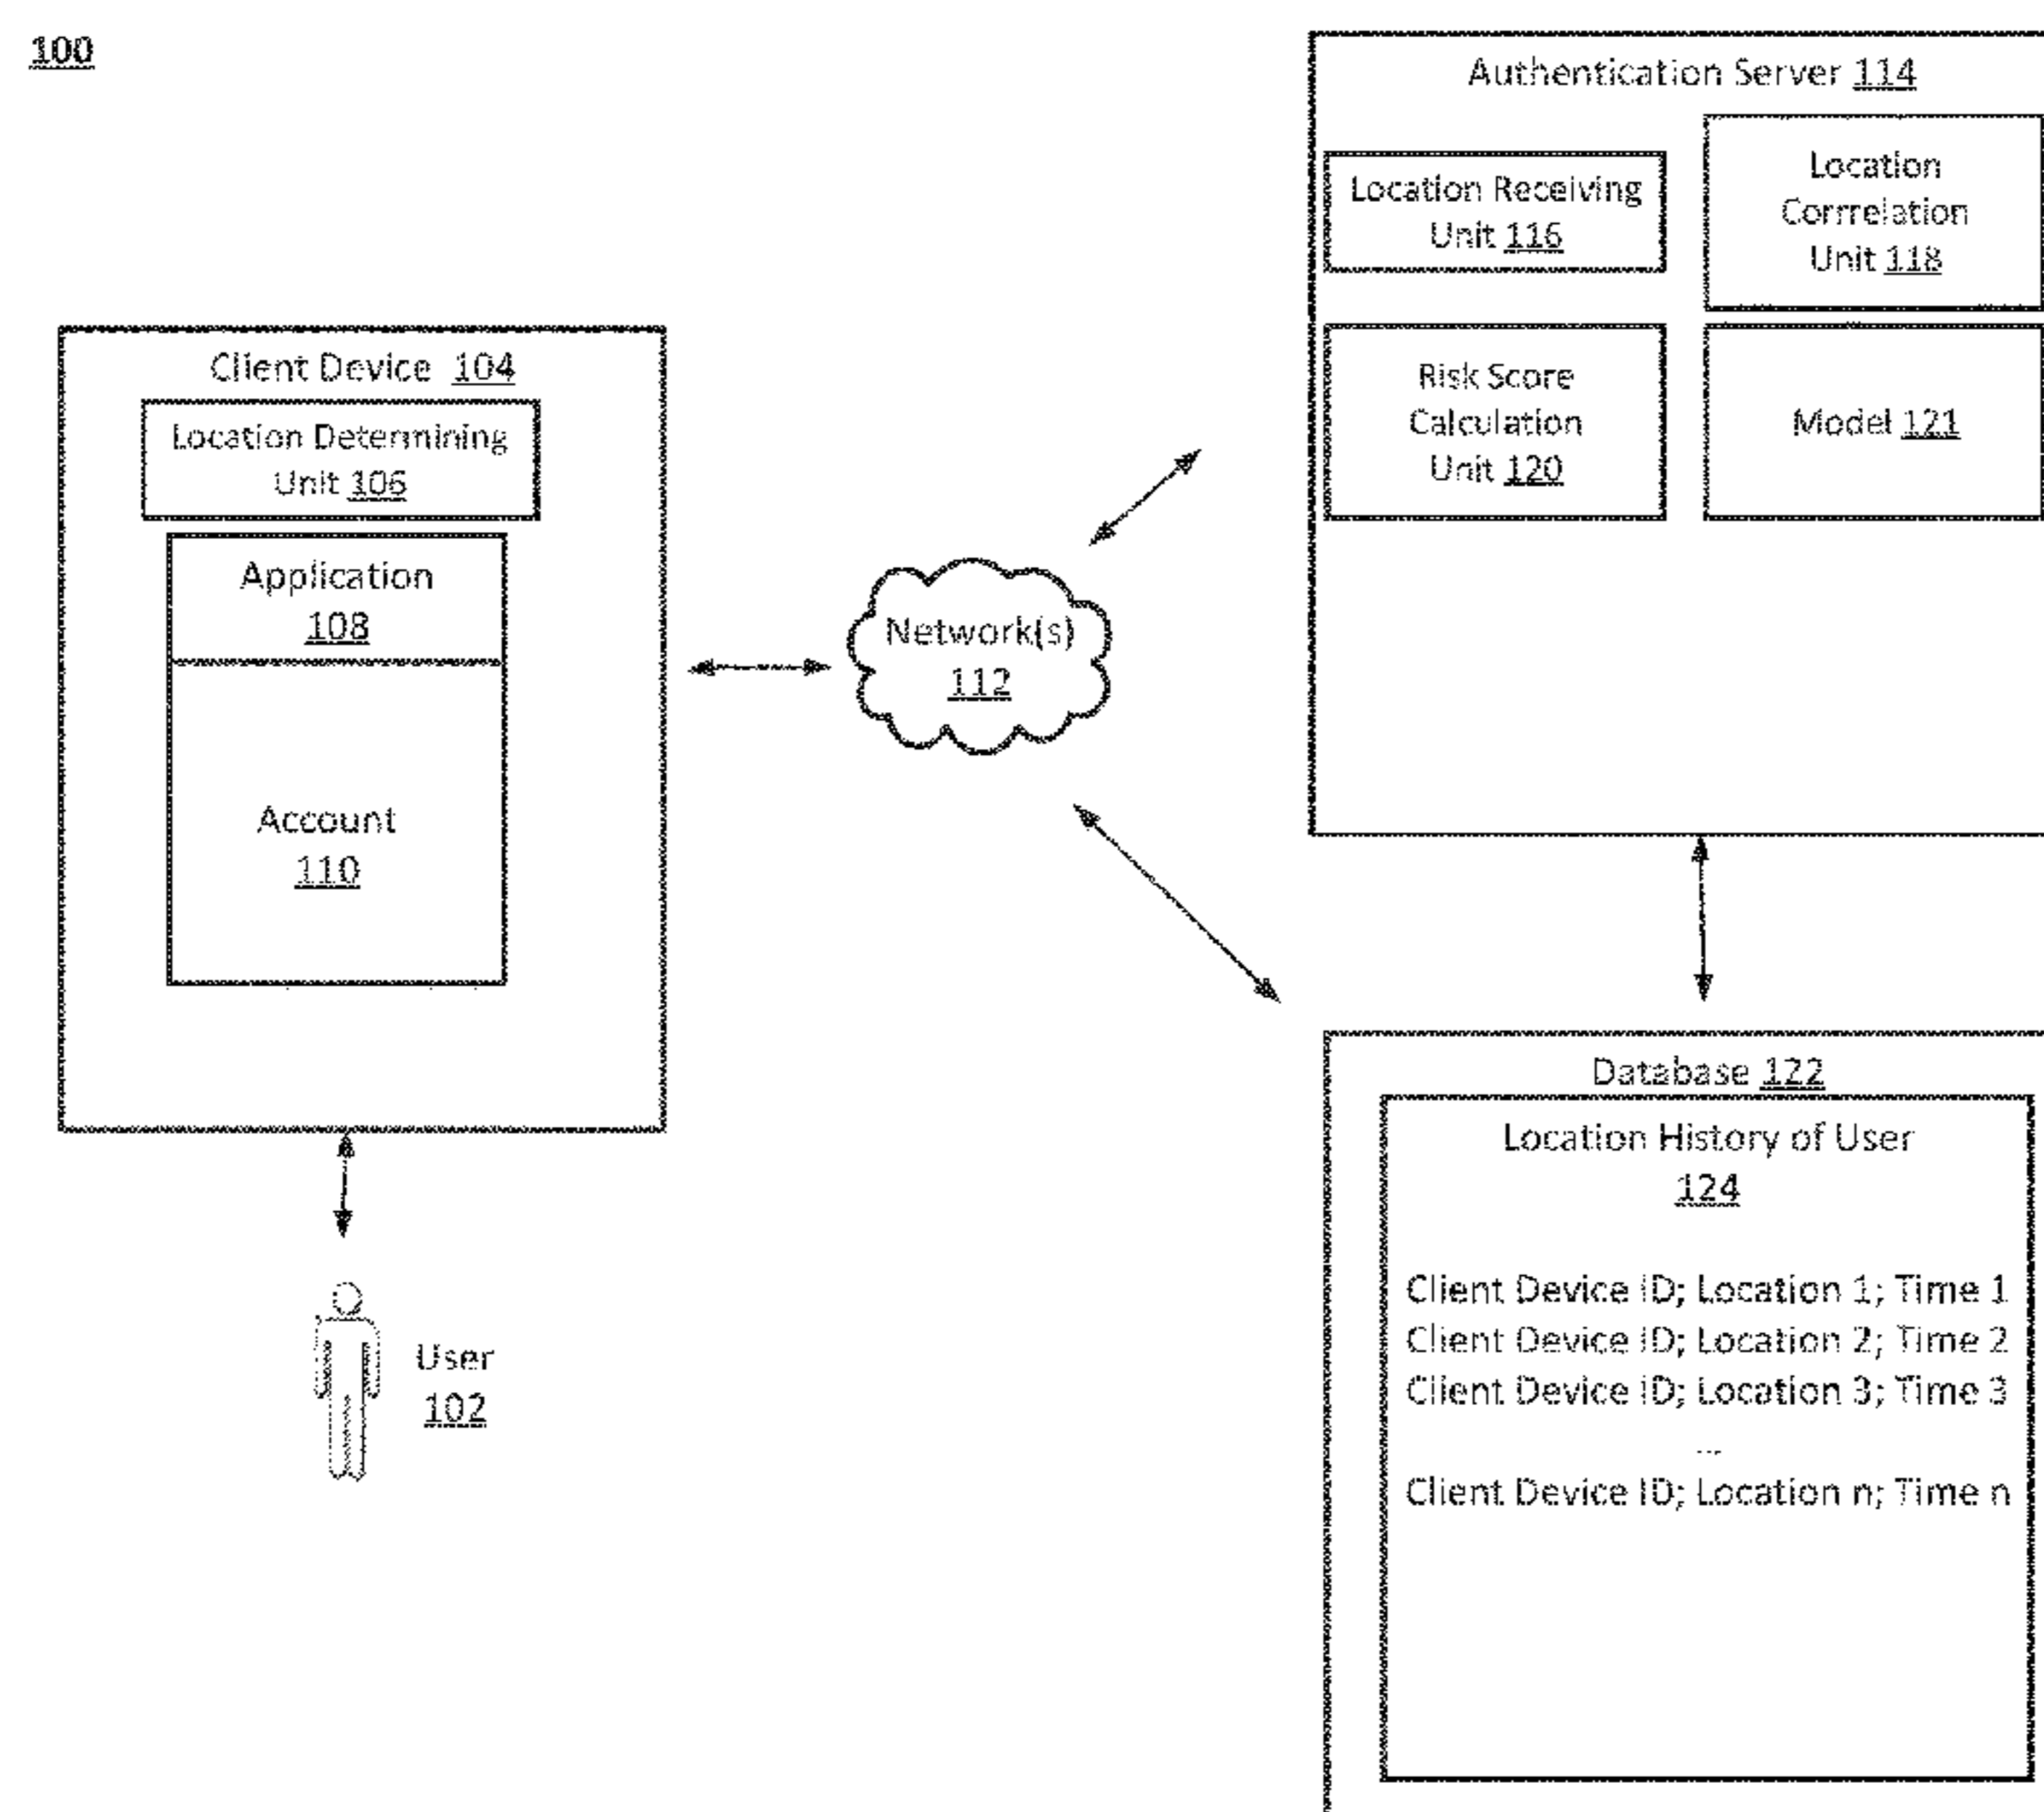 100
Authentication Server 114
Location Receiving
Unit 116
Location
Corrrelation
Unit 118
Risk Score
Calculation
Unit 120
Model 121
Client Device 104
Location Determining
Unit 106
Application
108
Account
110
Network(s)
112
User
102
Database 122
Location History of User
124
Client Device ID; Location 1; Time 1
Client Device ID; Location 2; Time 2
Client Device ID; Location 3; Time 3
...
Client Device ID; Location n; Time n